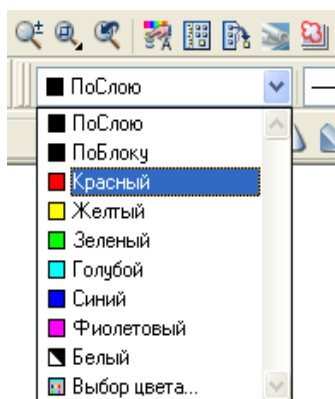 ПоСлою
ПоСлою
ПоБлоку
Красный
Желтый
Зеленый
Голубой
Синий
Фиолетовый
Белый
Выбор цвета...